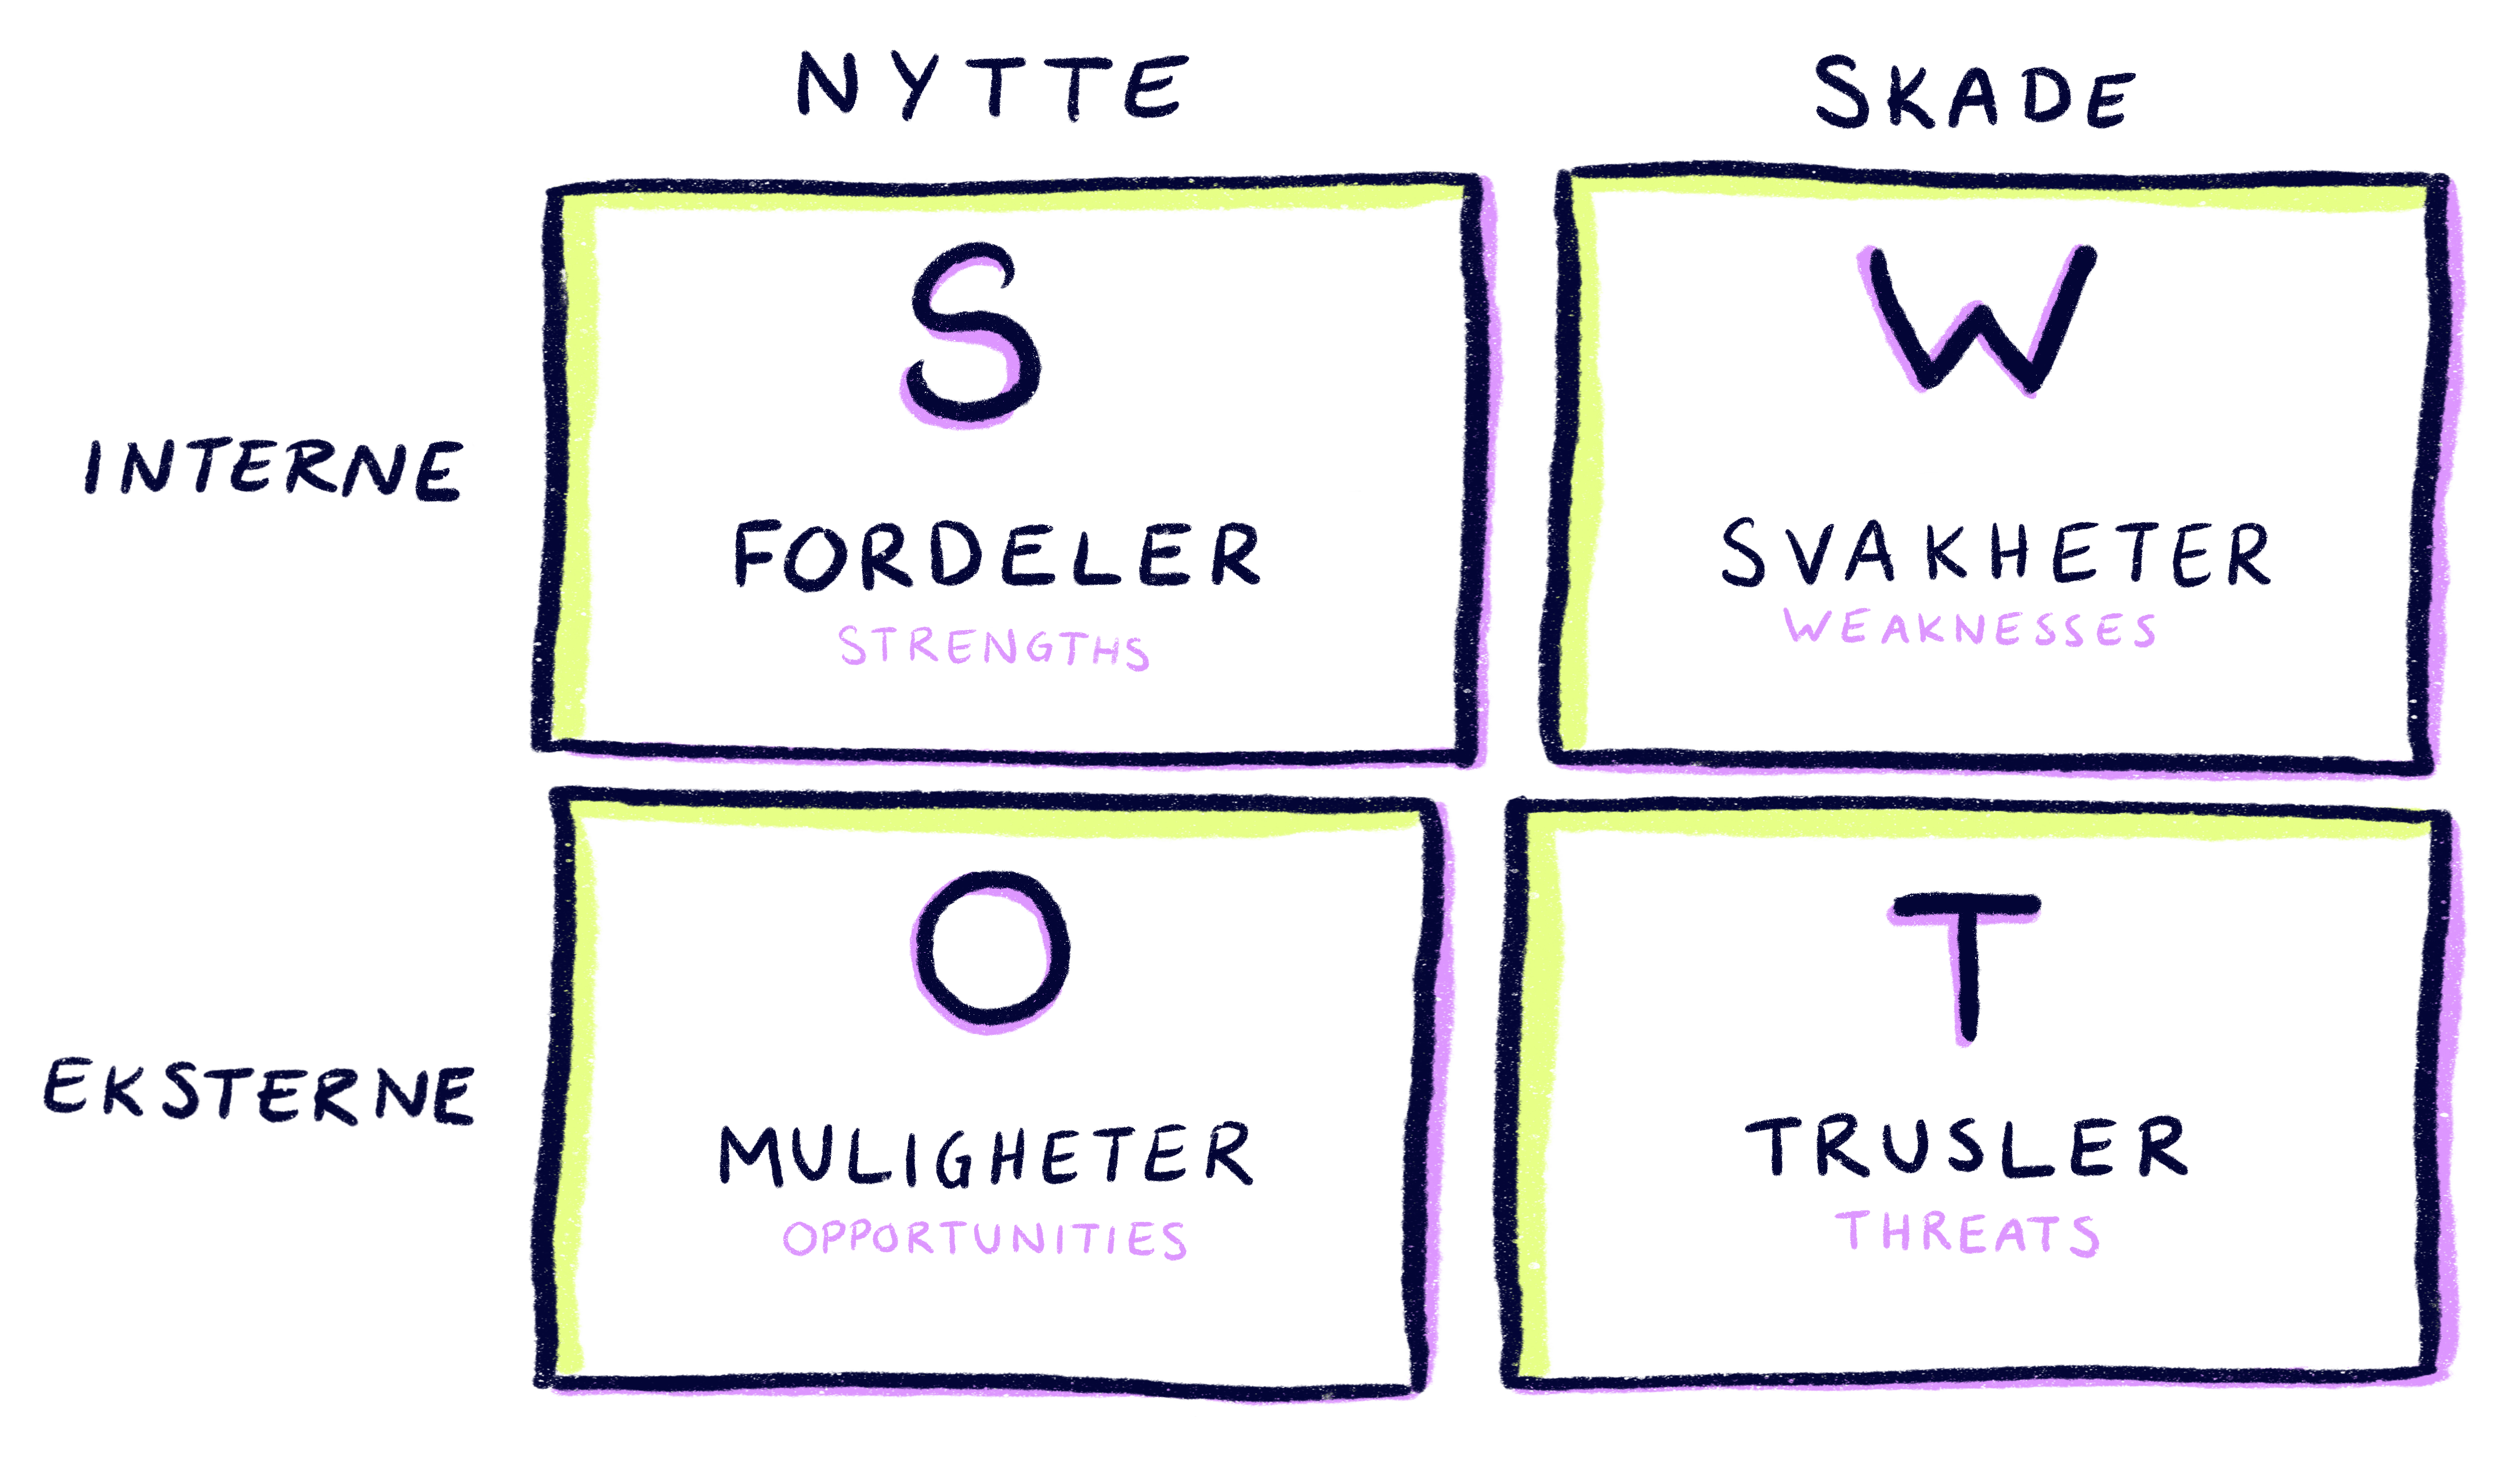 NYTTE
SKADE
INTERNE
S
FORDELER
STRENGTHS
W
SVAKHETER
WEAKNESSES
EKSTERNE
O
MULIGHETER
OPPORTUNITIES
T
TRUSLER
THREATS